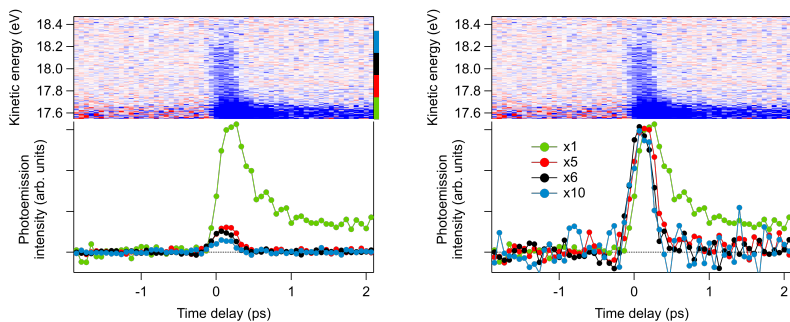 Kinetic energy (eV)
18.4
18.2
18.0
17.8
17.6
Photoemission
intensity (arb. units)
-1
0
1
2
Time delay (ps)
Kinetic energy (eV)
18.4
18.2
18.0
17.8
17.6
Photoemission
intensity (arb. units)
x1
x5
x6
x10
-1
0
1
2
Time delay (ps)